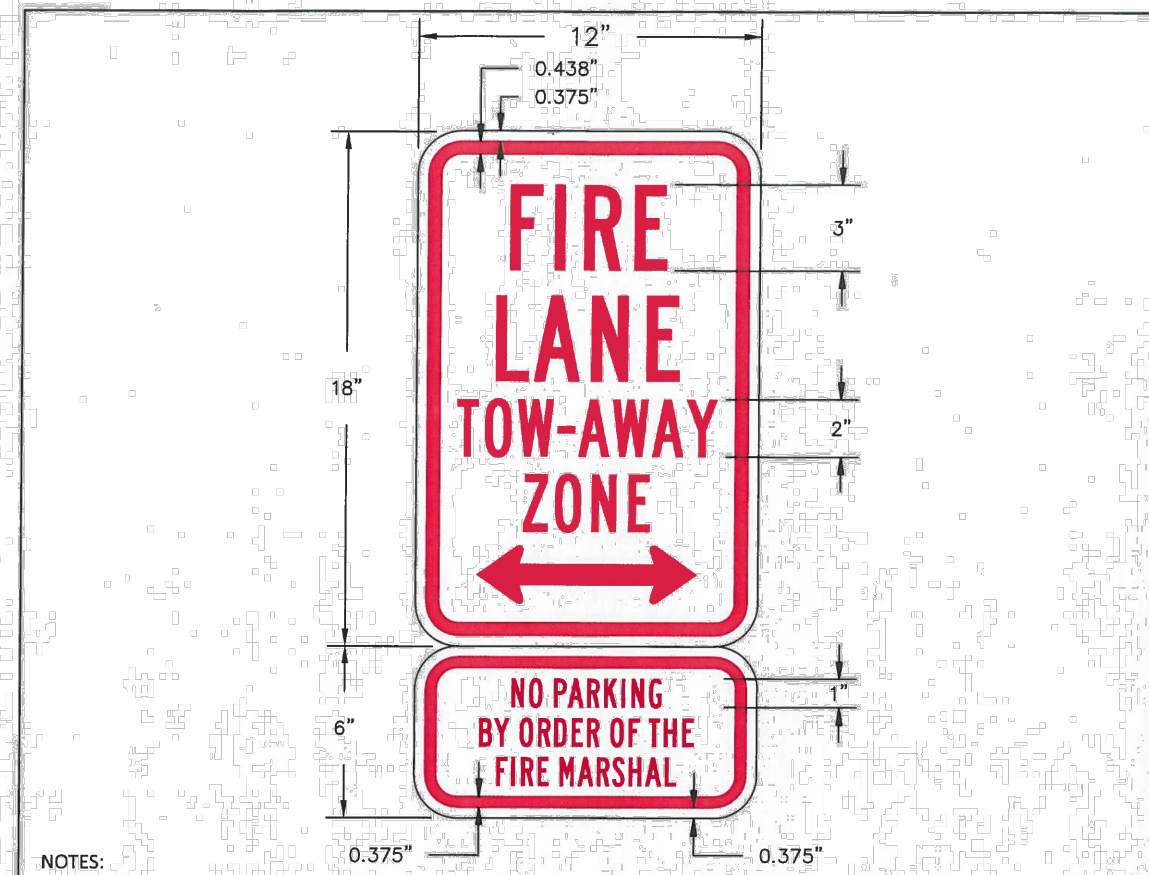 12"
0.438"
0.375"
FIRE
3"
LANE
18"
TOW-AWAY
2"
ZONE
NO PARKING
1"
BY ORDER OF THE
6"
FIRE MARSHAL
0.375"
0.375"
NOTES: